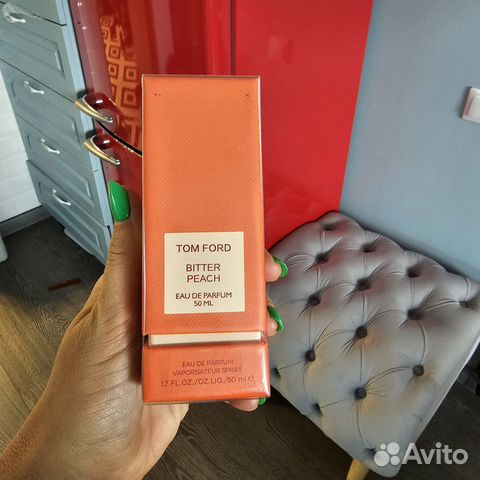 TOM FORD
BITTER
PEACH
EAU DE PARFUM
50 ML
EAU DE PARFUM
VAPORISATEUR SPRAY
1.7 FL.OZ./OZ.LIQ./50 ml ℮
Avito